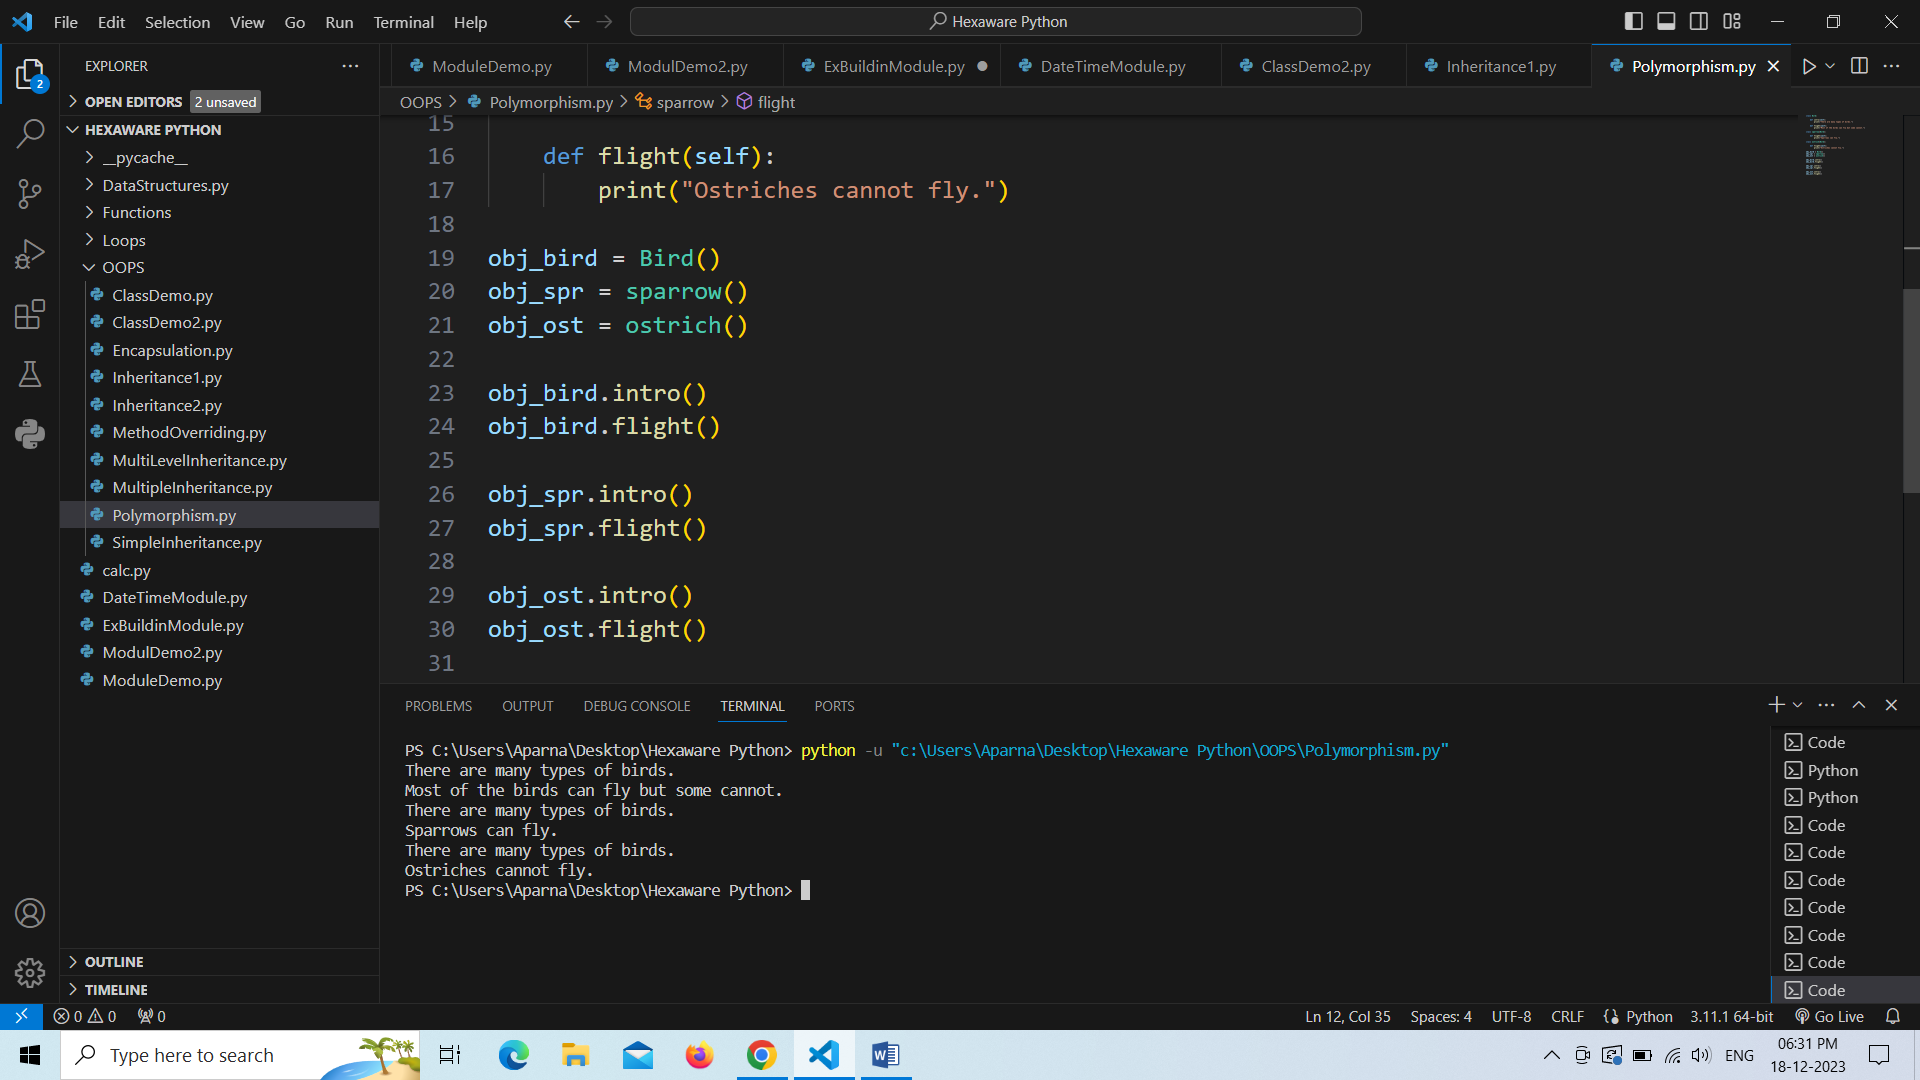 File Edit Selection View Go Run Terminal Help
Hexaware Python
EXPLORER
ModuleDemo.py
ModulDemo2.py
ExBuildinModule.py
DateTimeModule.py
ClassDemo2.py
Inheritance1.py
Polymorphism.py
2
OPEN EDITORS 2 unsaved
OOPS > Polymorphism.py > sparrow > flight
HEXAWARE PYTHON
__pycache__
DataStructures.py
Functions
Loops
OOPS
ClassDemo.py
ClassDemo2.py
Encapsulation.py
Inheritance1.py
Inheritance2.py
MethodOverriding.py
MultiLevelInheritance.py
MultipleInheritance.py
Polymorphism.py
SimpleInheritance.py
calc.py
DateTimeModule.py
ExBuildinModule.py
ModulDemo2.py
ModuleDemo.py
OUTLINE
TIMELINE
15
16 def flight(self):
17 print("Ostriches cannot fly.")
18
19 obj_bird = Bird()
20 obj_spr = sparrow()
21 obj_ost = ostrich()
22
23 obj_bird.intro()
24 obj_bird.flight()
25
26 obj_spr.intro()
27 obj_spr.flight()
28
29 obj_ost.intro()
30 obj_ost.flight()
31
PROBLEMS OUTPUT DEBUG CONSOLE TERMINAL PORTS
PS C:\Users\Aparna\Desktop\Hexaware Python> python -u "c:\Users\Aparna\Desktop\Hexaware Python\OOPS\Polymorphism.py"
There are many types of birds.
Most of the birds can fly but some cannot.
There are many types of birds.
Sparrows can fly.
There are many types of birds.
Ostriches cannot fly.
PS C:\Users\Aparna\Desktop\Hexaware Python>
Code
Python
Python
Code
Code
Code
Code
Code
Code
Code
0 0 0
Ln 12, Col 35 Spaces: 4 UTF-8 CRLF Python 3.11.1 64-bit Go Live
Type here to search
ENG
06:31 PM
18-12-2023